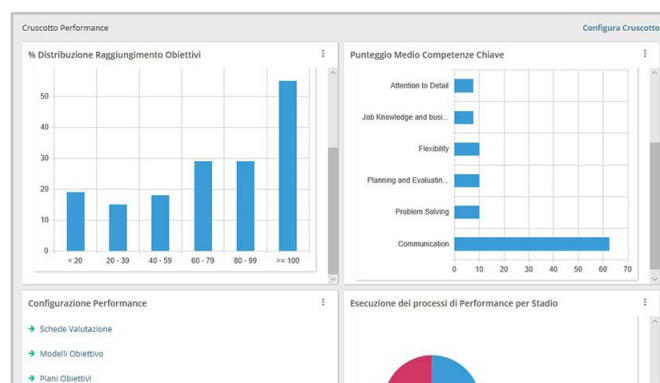 Cruscotto Performance
Configura Cruscotto
% Distribuzione Raggiungimento Obiettivi
50
40
30
20
10
0
< 20
20 - 39
40 - 59
60 - 79
80 - 99
>= 100
Punteggio Medio Competenze Chiave
Attention to Detail
Job Knowledge and busi...
Flexibility
Planning and Evaluatin...
Problem Solving
Communication
0
10
20
30
40
50
60
70
Configurazione Performance
Schede Valutazione
Modelli Obiettivo
Piani Obiettivi
Esecuzione dei processi di Performance per Stadio